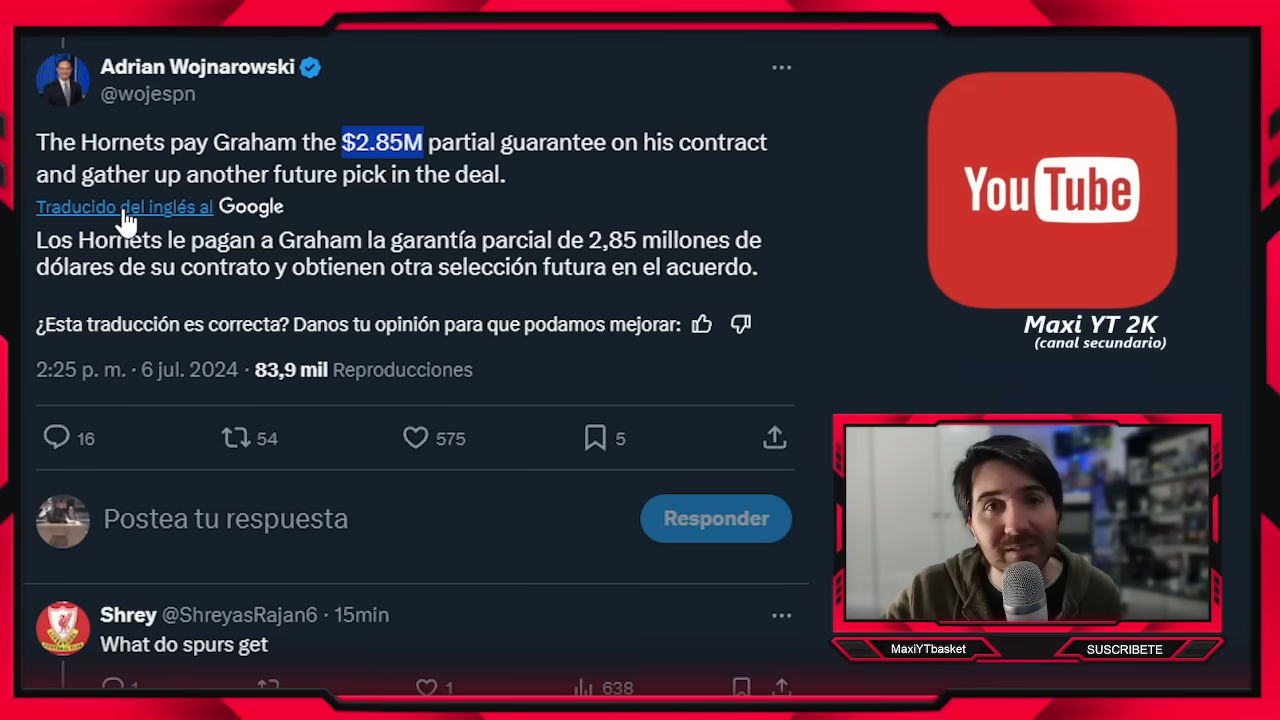 Adrian Wojnarowski
@wojespn
The Hornets pay Graham the $2.85M partial guarantee on his contract
and gather up another future pick in the deal.
Traducido del inglés al Google
Los Hornets le pagan a Graham la garantía parcial de 2,85 millones de
dólares de su contrato y obtienen otra selección futura en el acuerdo.
¿Esta traducción es correcta? Danos tu opinión para que podamos mejorar:
2:25 p. m. · 6 jul. 2024 · 83,9 mil Reproducciones
16 54 575 5
Postea tu respuesta
Responder
Shrey @ShreyasRajan6 · 15min
What do spurs get
1 1 638
YouTube
Maxi YT 2K
(canal secundario)
MaxiYTbasket
SUSCRIBETE